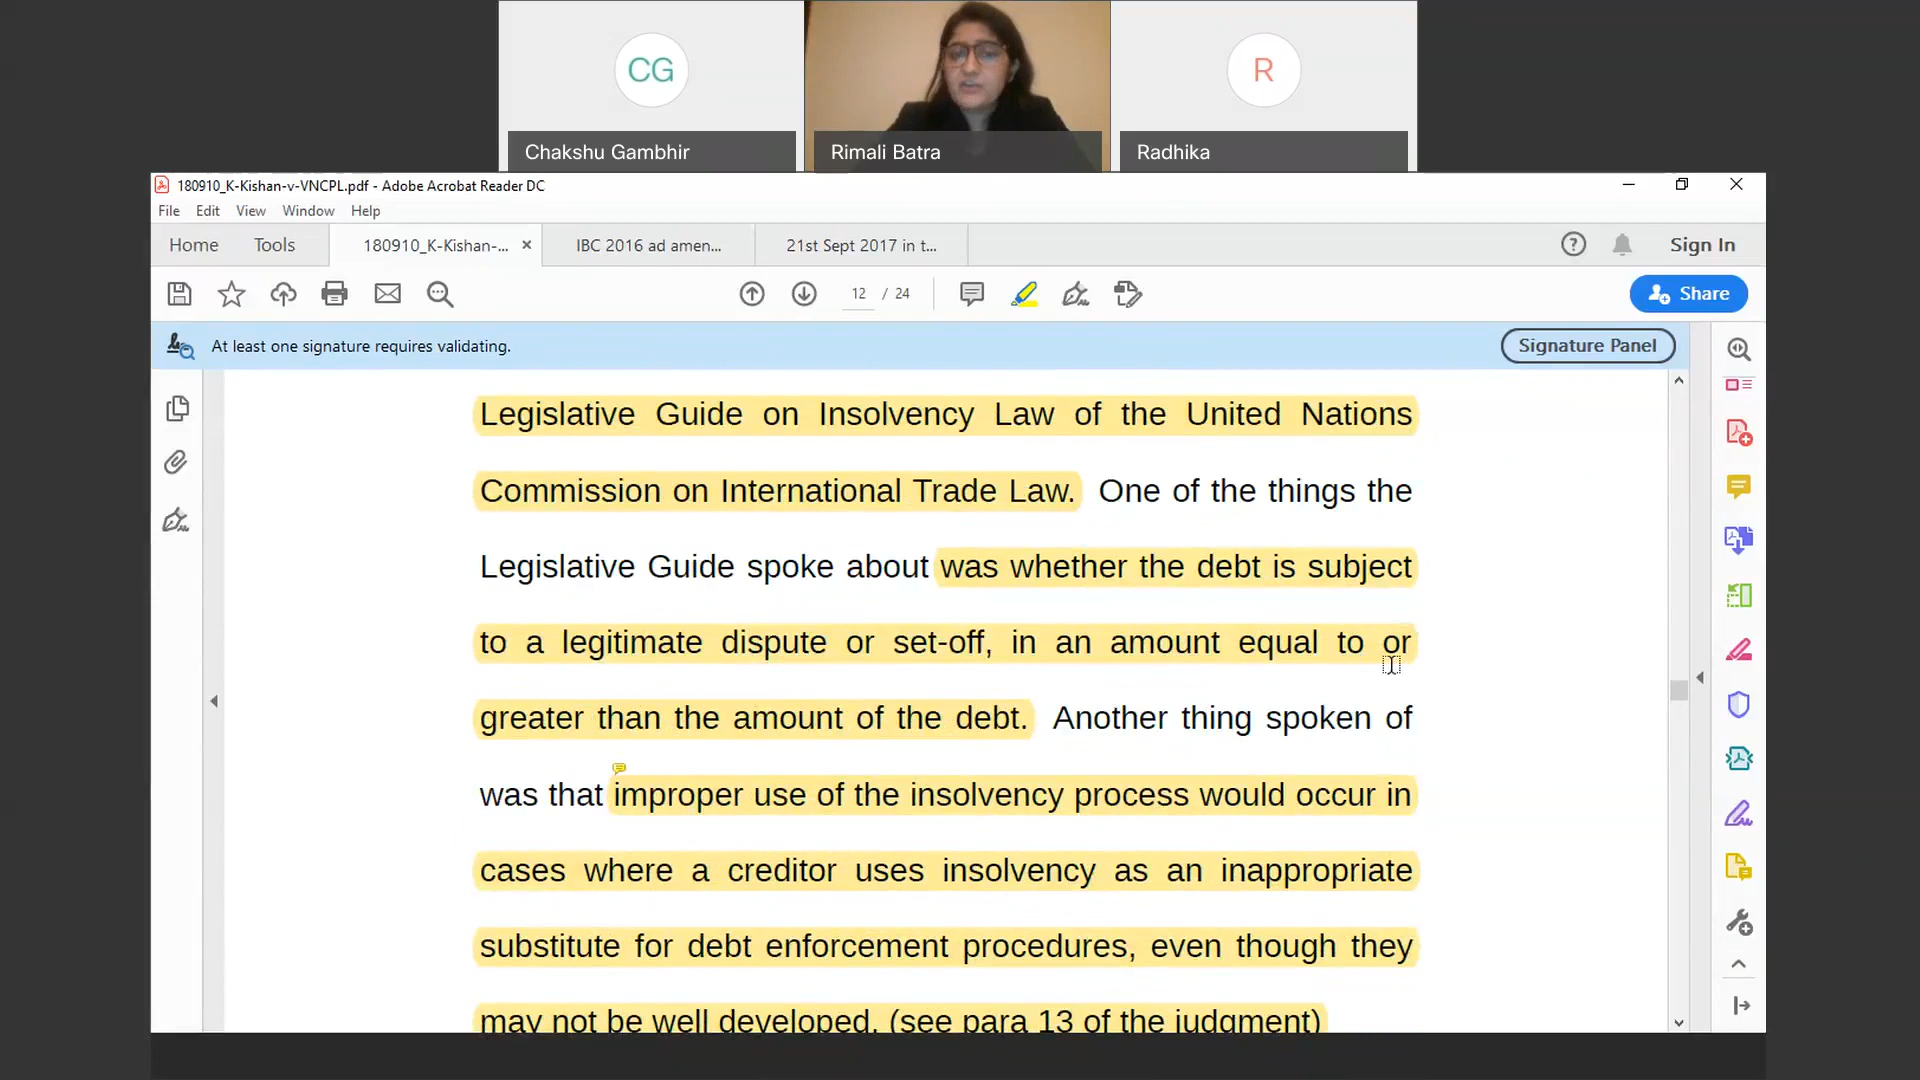 CG
R
Chakshu Gambhir
Rimali Batra
Radhika
180910_K-Kishan-v-VNCPL.pdf - Adobe Acrobat Reader DC
File Edit View Window Help
Home Tools 180910_K-Kishan-... × IBC 2016 ad amen... 21st Sept 2017 in t... ? Sign In
12 / 24 Share
At least one signature requires validating. Signature Panel
Legislative Guide on Insolvency Law of the United Nations
Commission on International Trade Law. One of the things the
Legislative Guide spoke about was whether the debt is subject
to a legitimate dispute or set-off, in an amount equal to or
greater than the amount of the debt. Another thing spoken of
was that improper use of the insolvency process would occur in
cases where a creditor uses insolvency as an inappropriate
substitute for debt enforcement procedures, even though they
may not be well developed. (see para 13 of the judgment)